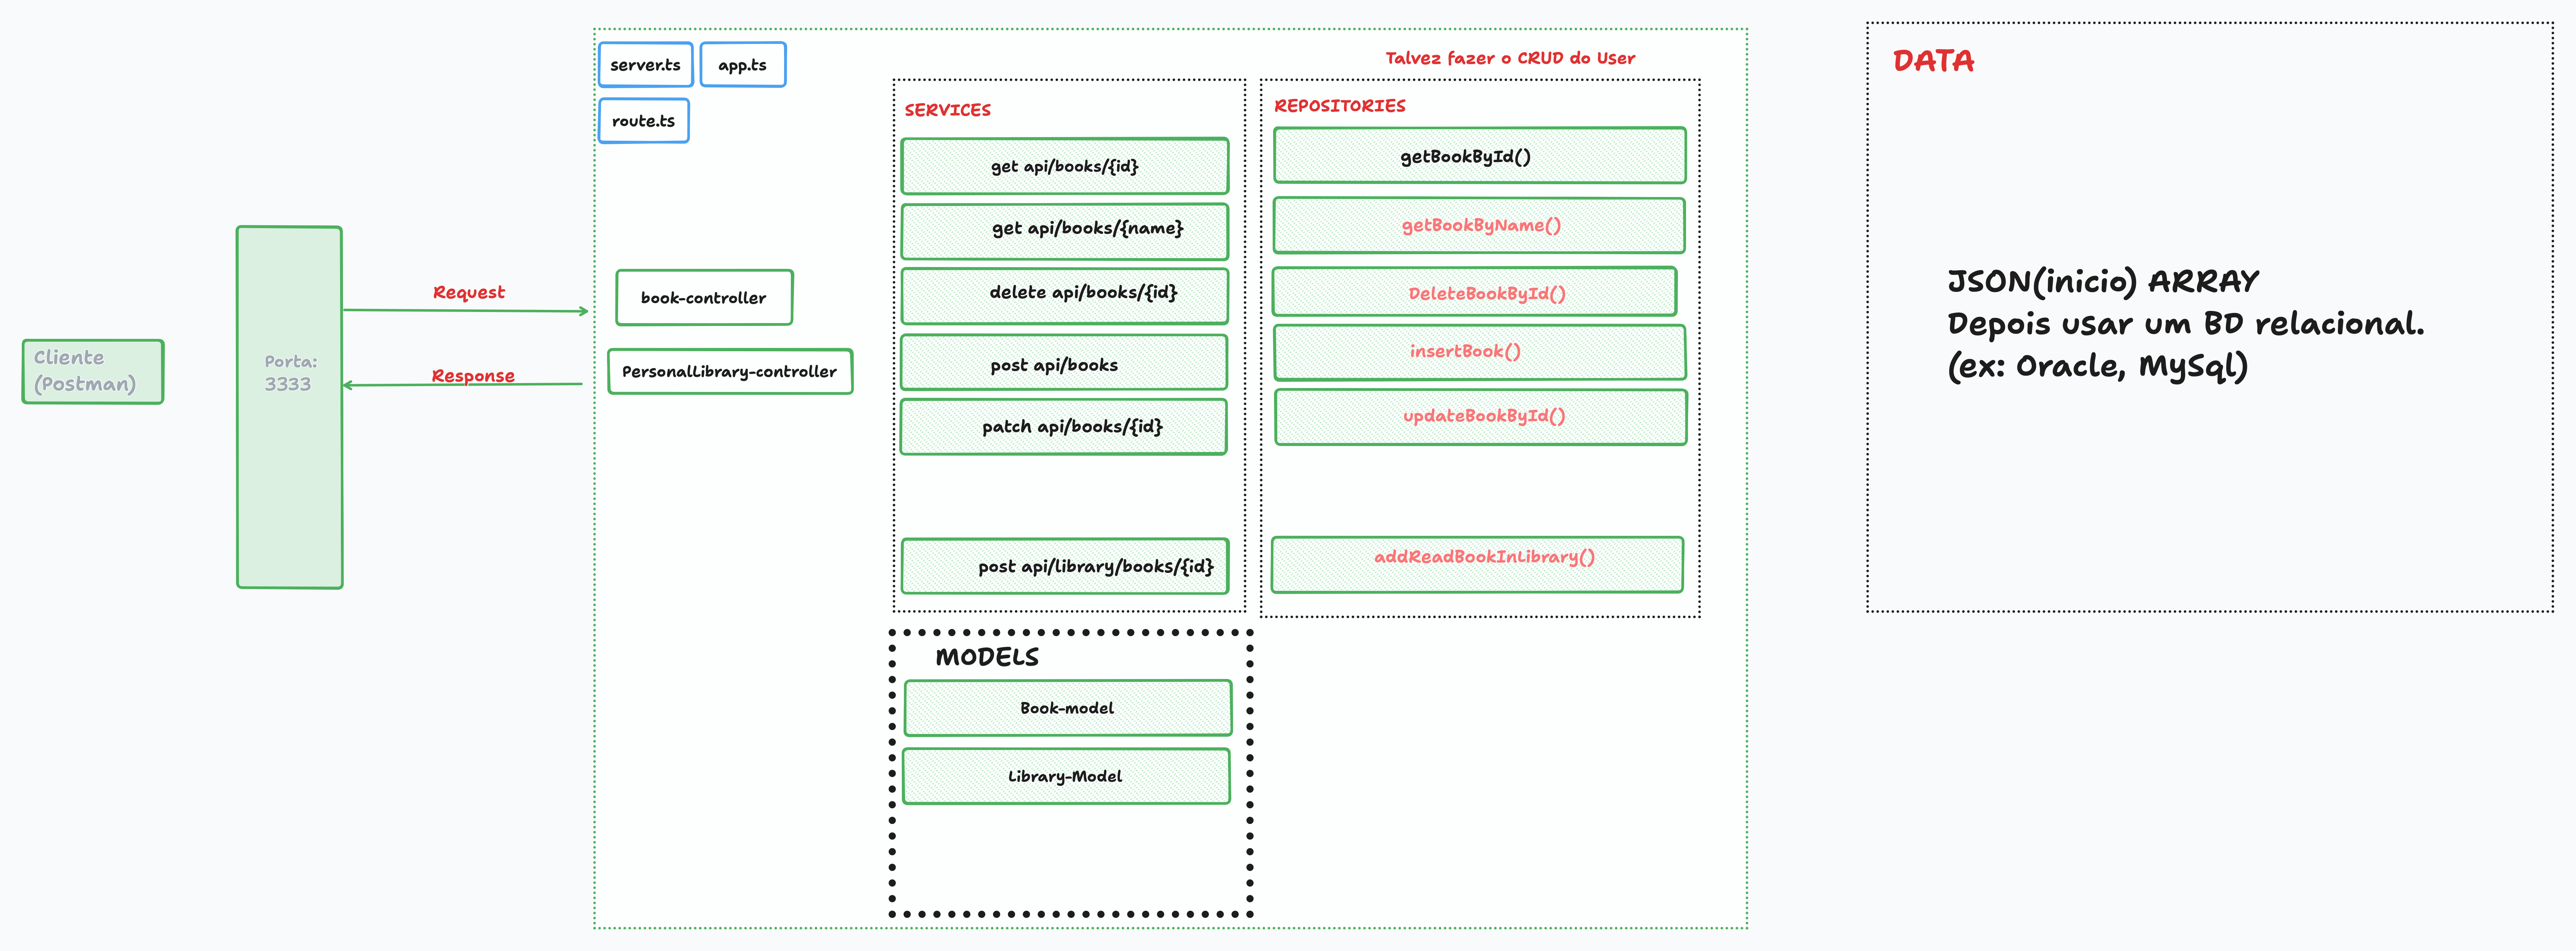 Cliente
(Postman)
Porta:
3333
Request
Response
server.ts
app.ts
route.ts
book-controller
PersonalLibrary-controller
SERVICES
get api/books/{id}
get api/books/{name}
delete api/books/{id}
post api/books
patch api/books/{id}
post api/library/books/{id}
MODELS
Book-model
Library-Model
Talvez fazer o CRUD do User
REPOSITORIES
getBookById()
getBookByName()
DeleteBookById()
insertBook()
updateBookById()
addReadBookInLibrary()
DATA
JSON(inicio) ARRAY
Depois usar um BD relacional.
(ex: Oracle, MySql)